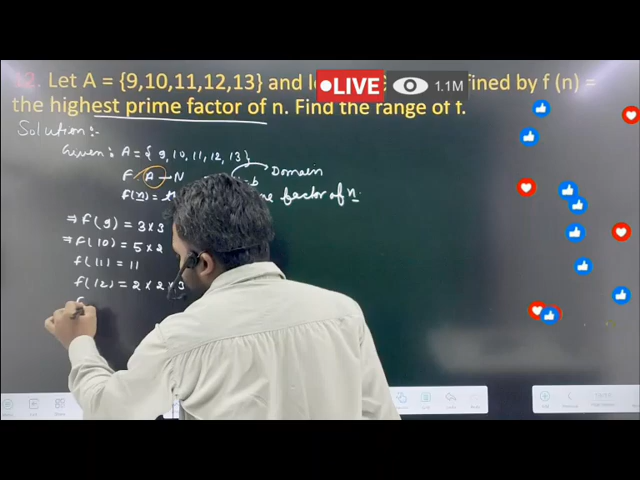 12. Let A = {9,10,11,12,13} and le fined by f (n) =
LIVE 1.1M
the highest prime factor of n. Find the range of f.
Solution:-
Given: A = { 9, 10, 11, 12, 13}
F A → N Domain
f(n) = me factor of n.
⇒ F(9) = 3×3
⇒ F(10) = 5×2
f(11) = 11
f(12) = 2×2×3
f